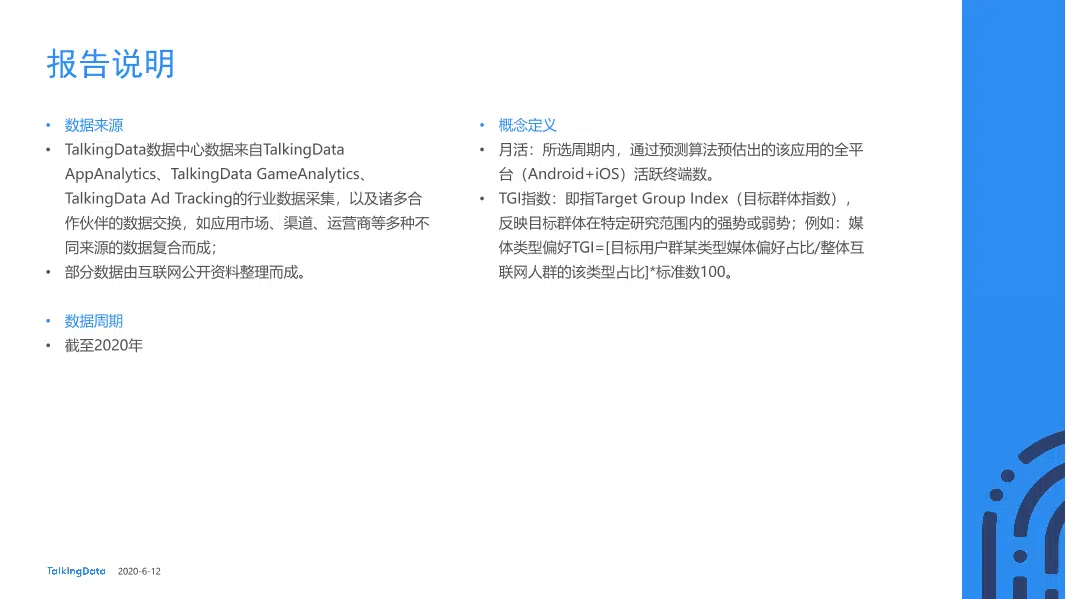 报告说明
• 数据来源
• TalkingData数据中心数据来自TalkingData
AppAnalytics、TalkingData GameAnalytics、
TalkingData Ad Tracking的行业数据采集，以及诸多合
作伙伴的数据交换，如应用市场、渠道、运营商等多种不
同来源的数据复合而成；
• 部分数据由互联网公开资料整理而成。
• 数据周期
• 截至2020年
• 概念定义
• 月活：所选周期内，通过预测算法预估出的该应用的全平
台（Android+iOS）活跃终端数。
• TGI指数：即指Target Group Index（目标群体指数），
反映目标群体在特定研究范围内的强势或弱势；例如：媒
体类型偏好TGI=[目标用户群某类型媒体偏好占比/整体互
联网人群的该类型占比]*标准数100。
TalkingData 2020-6-12